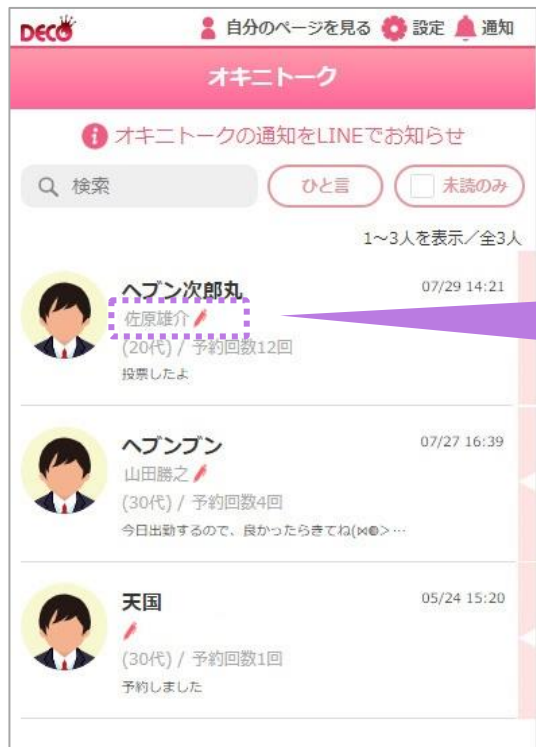 DECO 自分のページを見る 設定 通知
オキニトーク
オキニトークの通知をLINEでお知らせ
検索 ひと言 未読のみ
1~3人を表示/全3人
ヘブン次郎丸 07/29 14:21
佐原雄介
(20代) / 予約回数12回
投票したよ
ヘブンブン 07/27 16:39
山田勝之
(30代) / 予約回数4回
今日出勤するので、良かったらきてね(⋈◍>…
天国 05/24 15:20
(30代) / 予約回数1回
予約しました